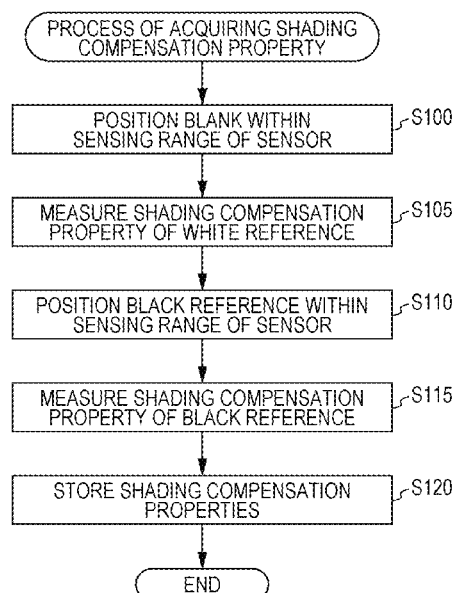 PROCESS OF ACQUIRING SHADING
COMPENSATION PROPERTY
POSITION BLANK WITHIN
SENSING RANGE OF SENSOR
S100
MEASURE SHADING COMPENSATION
PROPERTY OF WHITE REFERENCE
S105
POSITION BLACK REFERENCE WITHIN
SENSING RANGE OF SENSOR
S110
MEASURE SHADING COMPENSATION
PROPERTY OF BLACK REFERENCE
S115
STORE SHADING COMPENSATION
PROPERTIES
S120
END